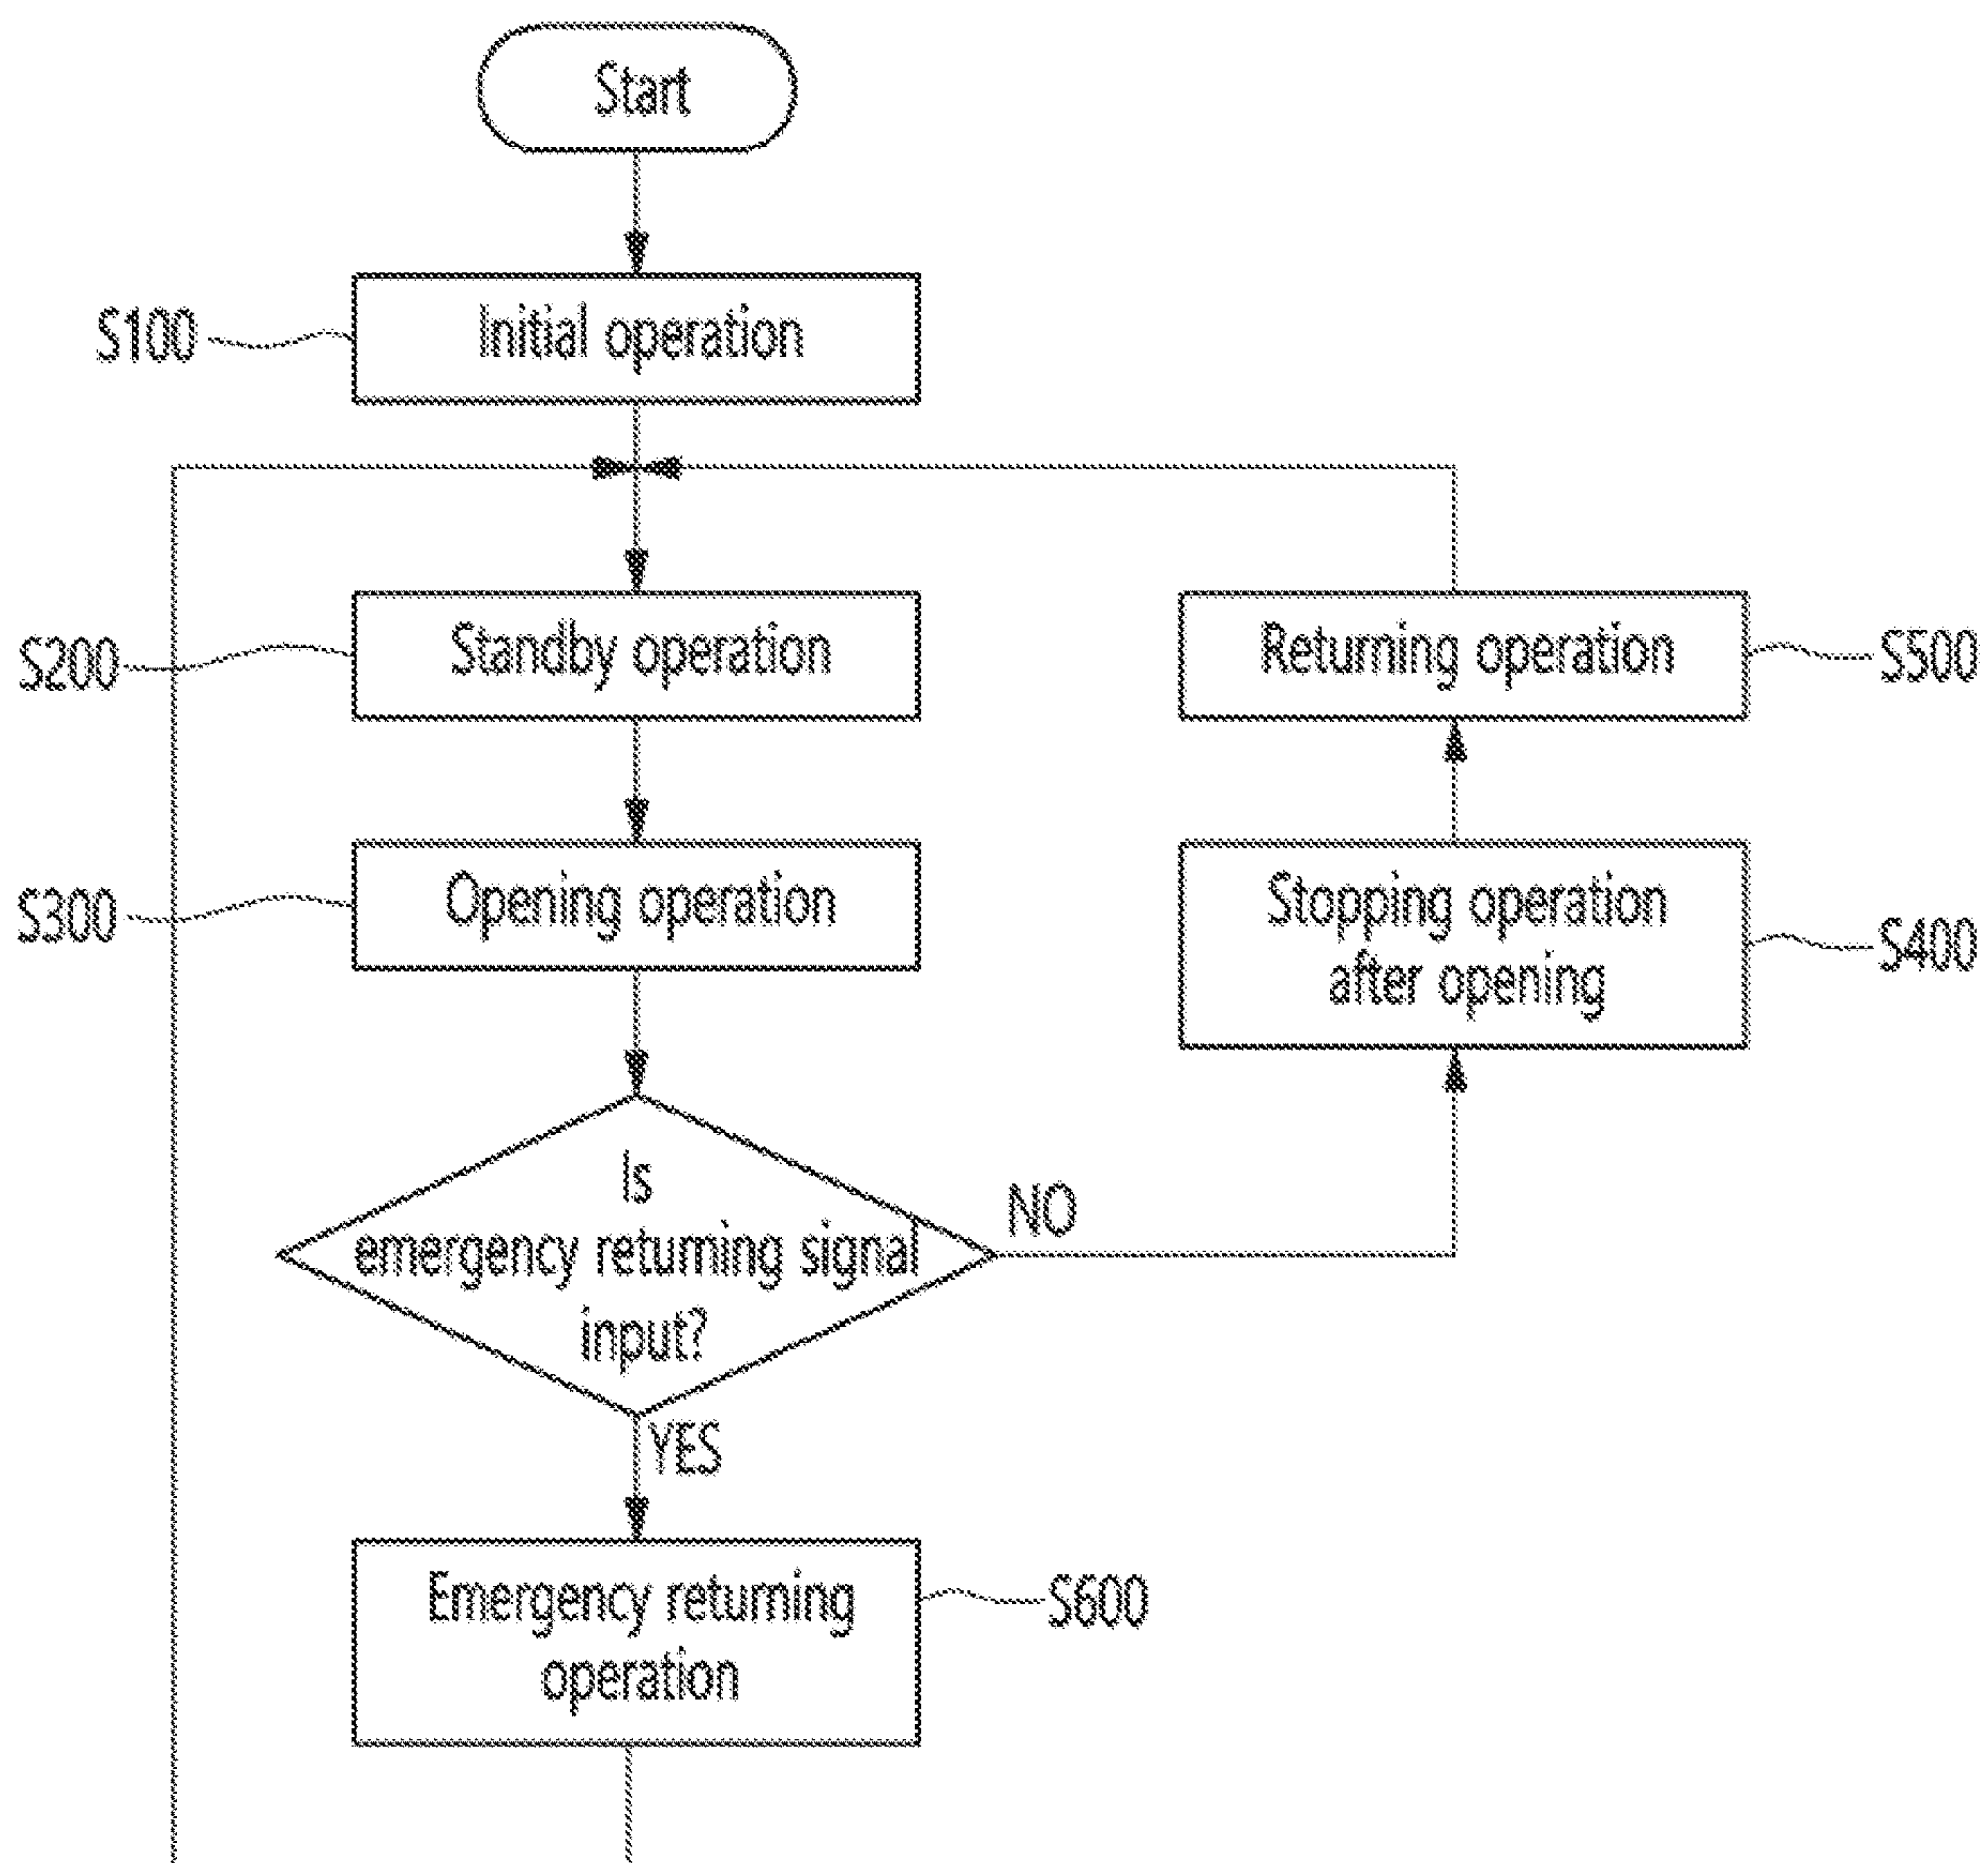 Start
S100
Initial operation
S200
Standby operation
Returning operation
S500
S300
Opening operation
Stopping operation
after opening
S400
Is
emergency returning signal
input?
NO
YES
Emergency returning
operation
S600